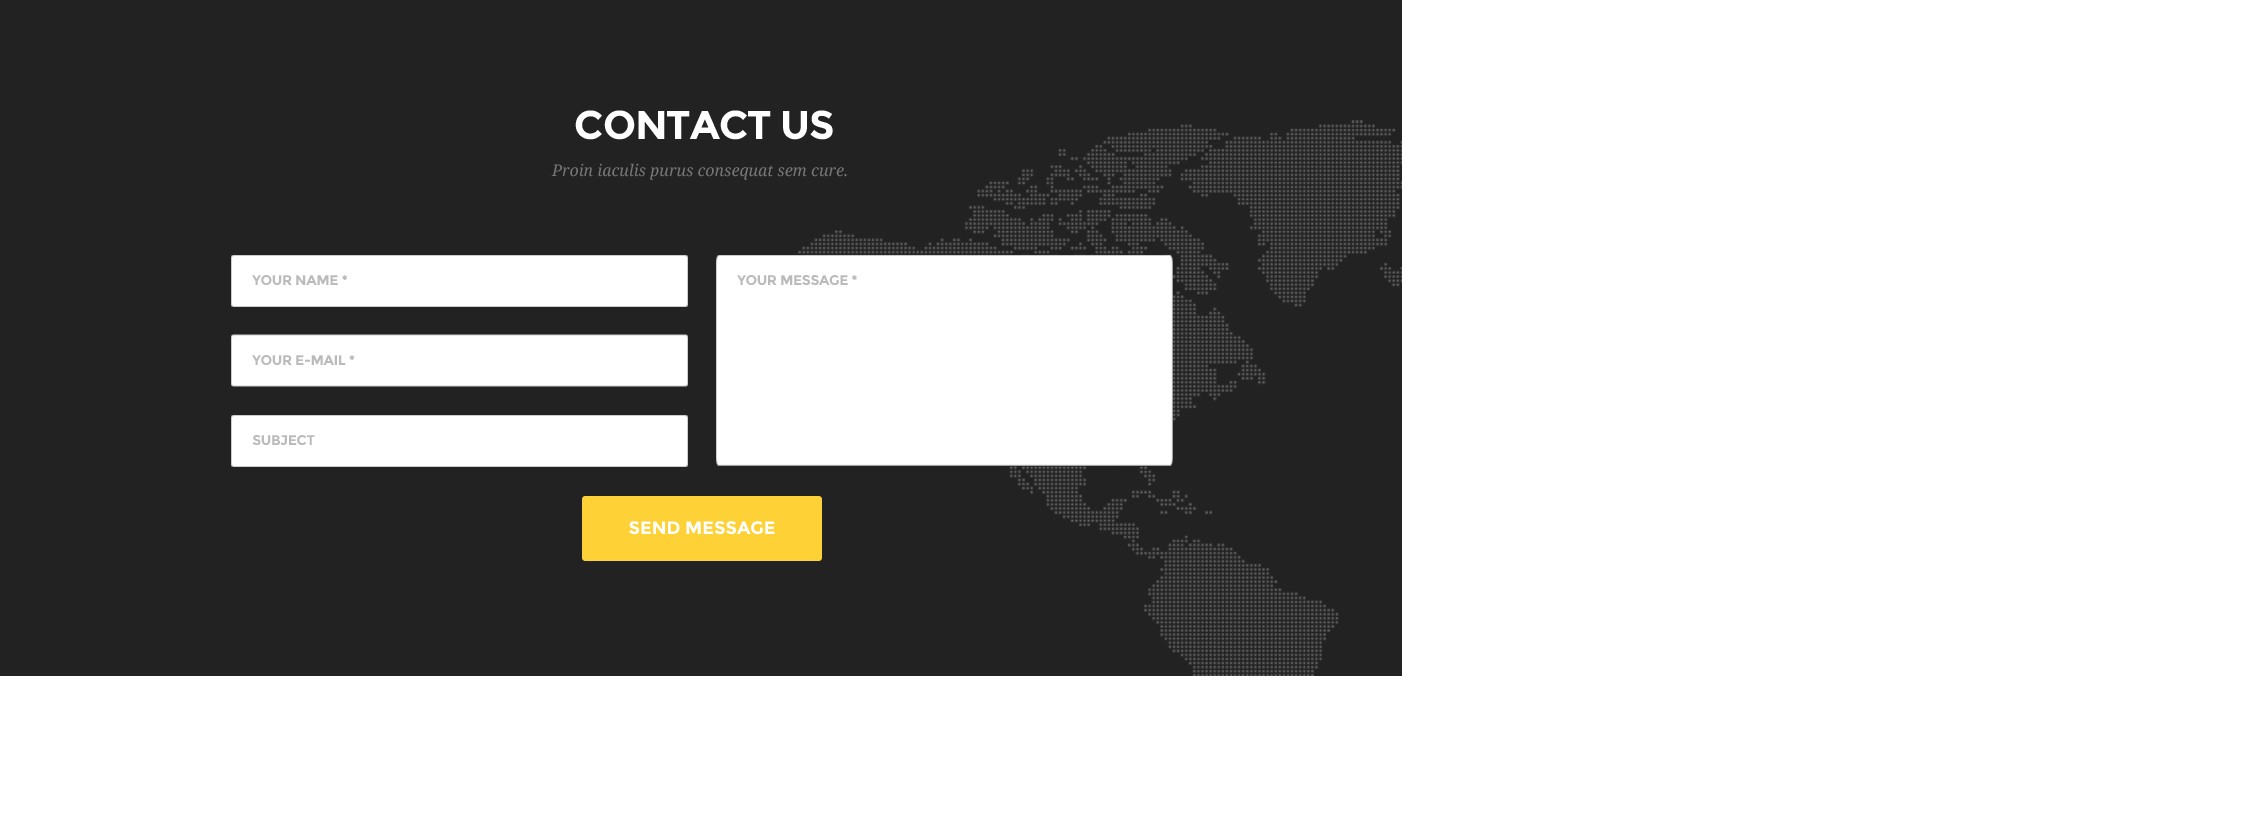 CONTACT US
Proin iaculis purus consequat sem cure.
YOUR NAME *
YOUR E-MAIL *
SUBJECT
YOUR MESSAGE *
SEND MESSAGE